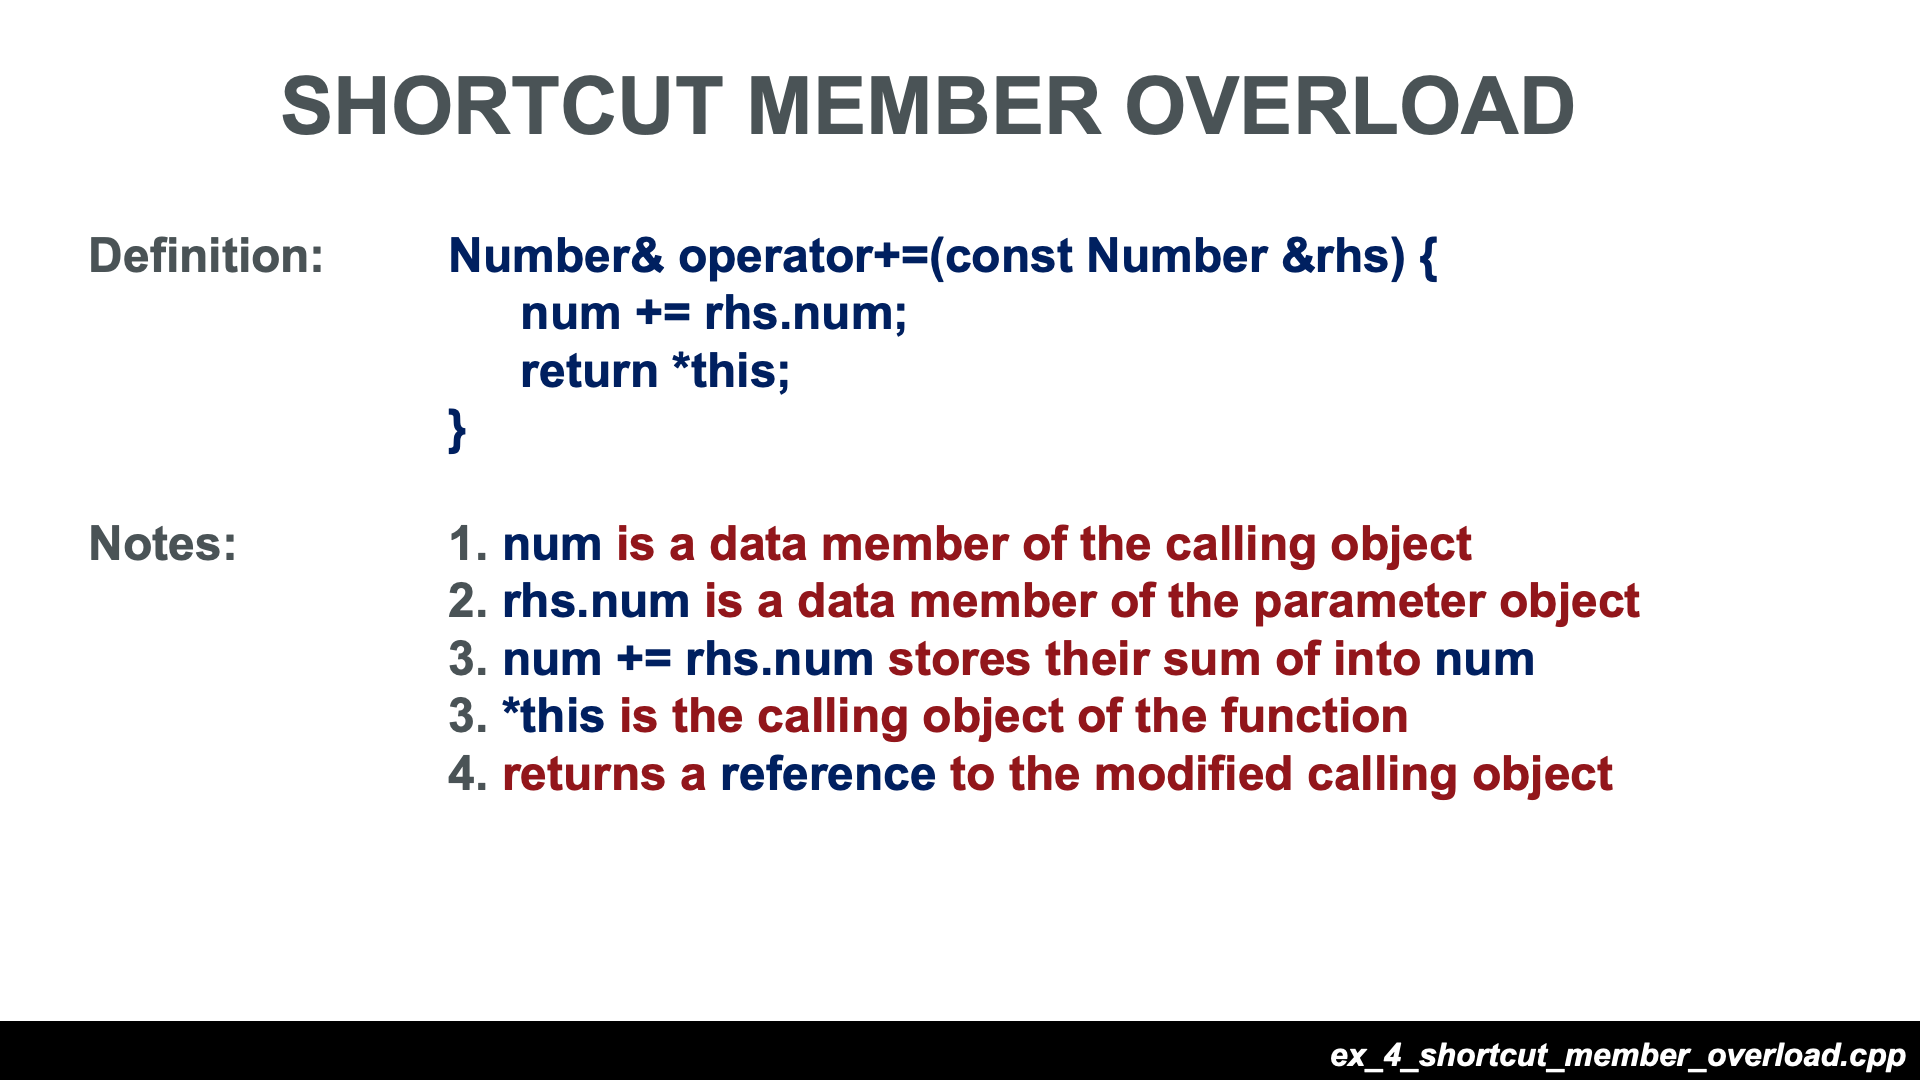 SHORTCUT MEMBER OVERLOAD
Definition: Number& operator+=(const Number &rhs) {
num += rhs.num;
return *this;
}
Notes: 1. num is a data member of the calling object
2. rhs.num is a data member of the parameter object
3. num += rhs.num stores their sum of into num
3. *this is the calling object of the function
4. returns a reference to the modified calling object
ex_4_shortcut_member_overload.cpp